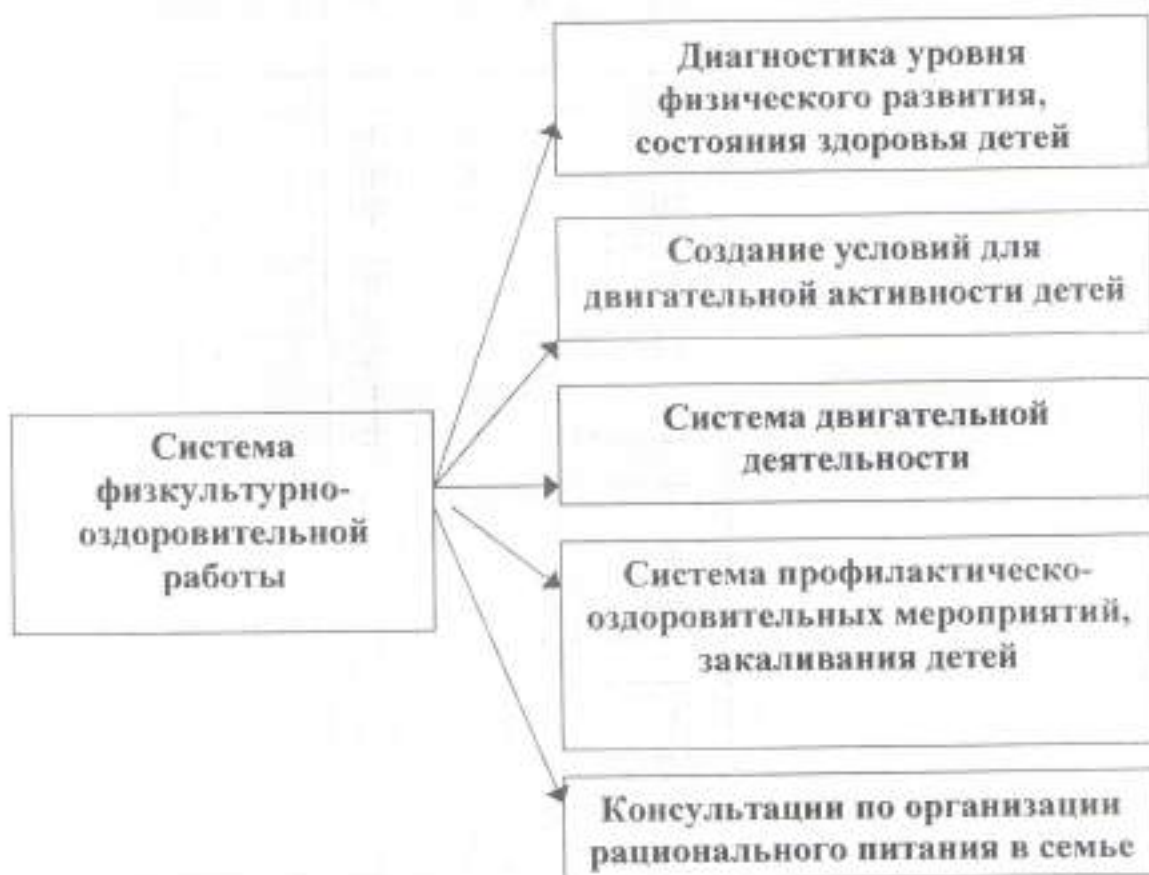 Диагностика уровня
физического развития,
состояния здоровья детей
Создание условий для
двигательной активности детей
Система двигательной
деятельности
Система
физкультурно-
оздоровительной
работы
Система профилактическо-
оздоровительных мероприятий,
закаливания детей
Консультации по организации
рационального питания в семье